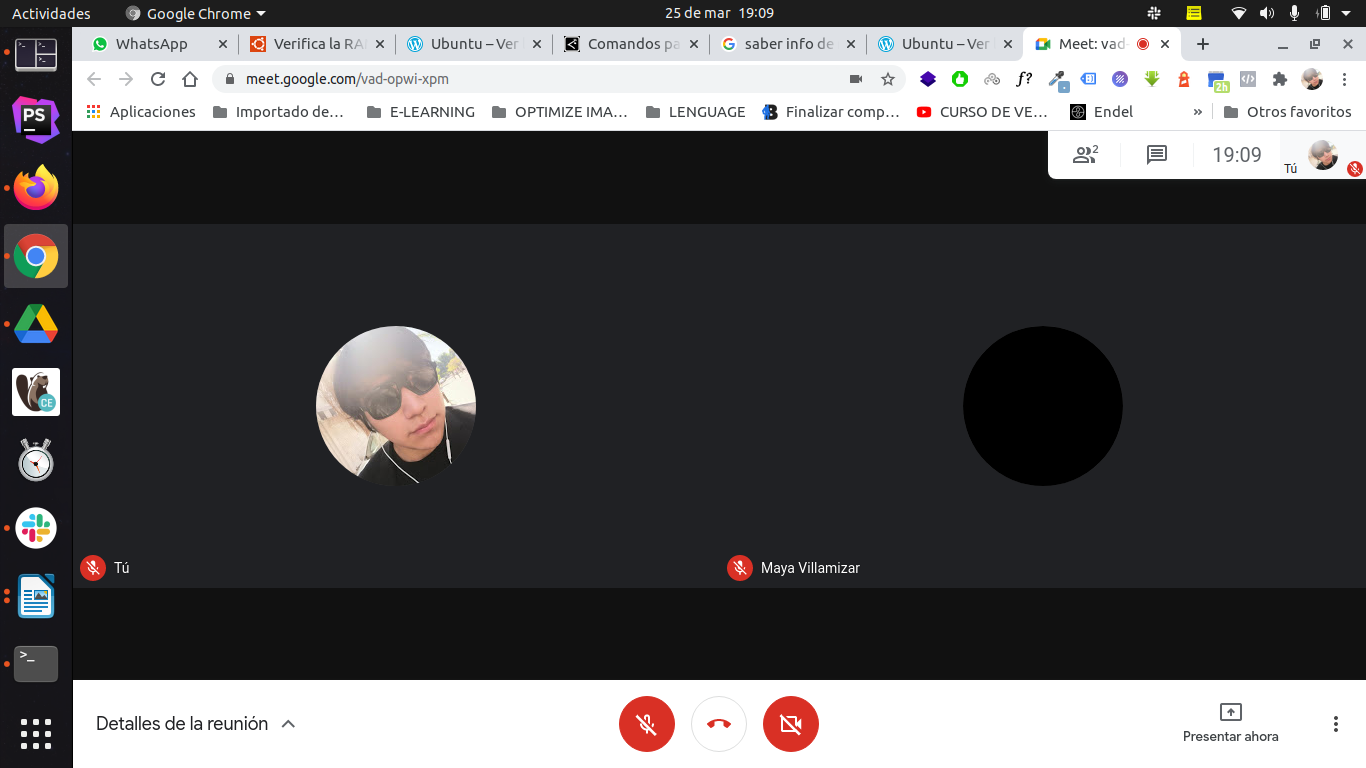 Actividades Google Chrome 25 de mar 19:09
WhatsApp Verifica la RA Ubuntu – Ver Comandos pa saber info de Ubuntu – Ver Meet: vad-
meet.google.com/vad-opwi-xpm f? 2h
Aplicaciones Importado de… E-LEARNING OPTIMIZE IMA… LENGUAGE Finalizar comp… CURSO DE VE… Endel » Otros favoritos
2 19:09 Tú
PS
CE
>_
Tú Maya Villamizar
Detalles de la reunión Presentar ahora